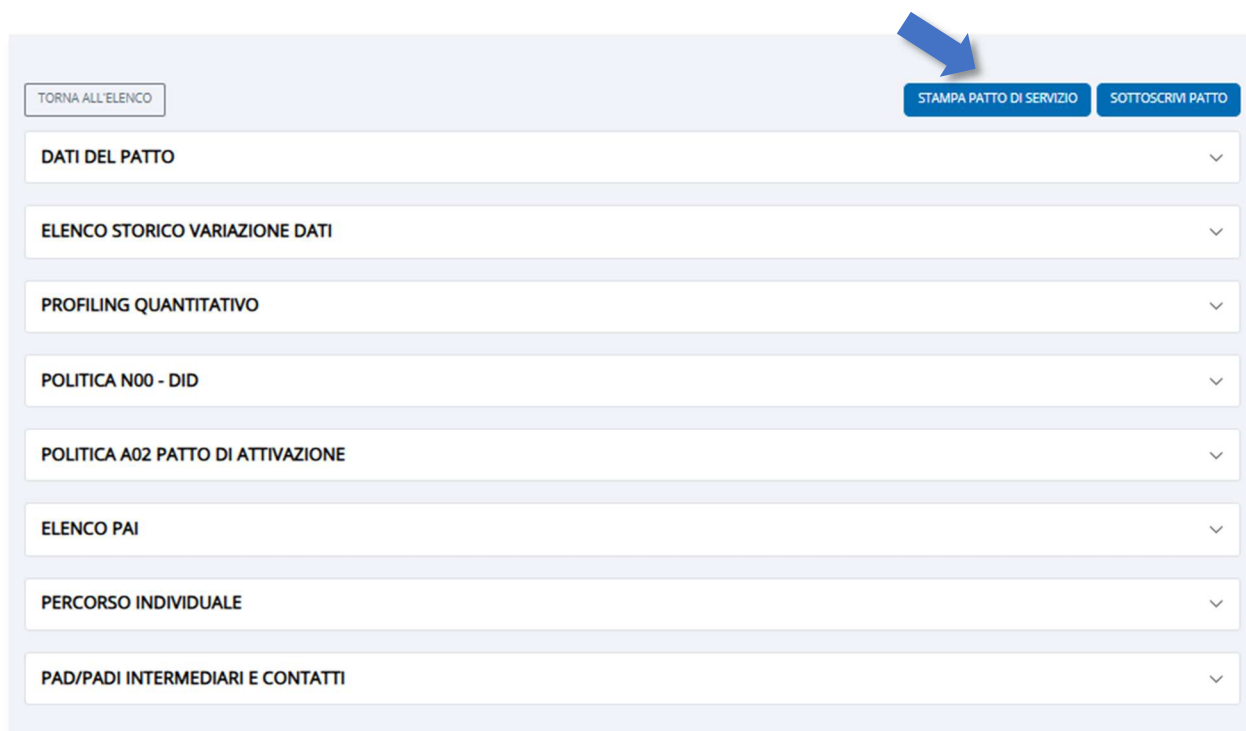 TORNA ALL'ELENCO
STAMPA PATTO DI SERVIZIO
SOTTOSCRIVI PATTO
DATI DEL PATTO
ELENCO STORICO VARIAZIONE DATI
PROFILING QUANTITATIVO
POLITICA N00 - DID
POLITICA A02 PATTO DI ATTIVAZIONE
ELENCO PAI
PERCORSO INDIVIDUALE
PAD/PADI INTERMEDIARI E CONTATTI